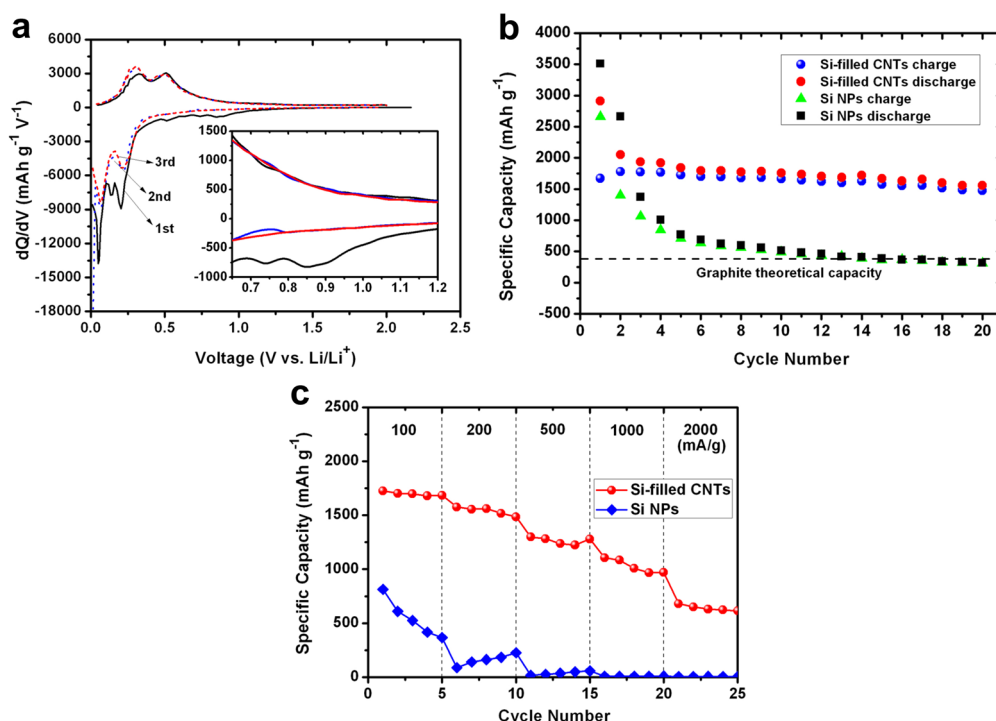 a
dQ/dV (mAh g⁻¹ V⁻¹)
6000
3000
0
-3000
-6000
-9000
-12000
-15000
-18000
0.0 0.5 1.0 1.5 2.0 2.5
Voltage (V vs. Li/Li⁺)
3rd
2nd
1st
1500
1000
500
0
-500
-1000
0.7 0.8 0.9 1.0 1.1 1.2
b
Specific Capacity (mAh g⁻¹)
4000
3500
3000
2500
2000
1500
1000
500
0
-500
0 2 4 6 8 10 12 14 16 18 20
Cycle Number
Si-filled CNTs charge
Si-filled CNTs discharge
Si NPs charge
Si NPs discharge
Graphite theoretical capacity
c
Specific Capacity (mAh g⁻¹)
2500
2000
1500
1000
500
0
0 5 10 15 20 25
Cycle Number
100 200 500 1000 2000
(mA/g)
Si-filled CNTs
Si NPs